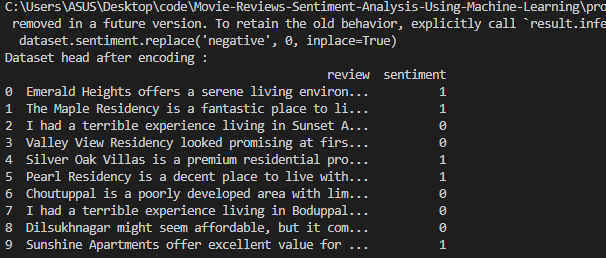 C:\Users\ASUS\Desktop\code\Movie-Reviews-Sentiment-Analysis-Using-Machine-Learning\pro
removed in a future version. To retain the old behavior, explicitly call `result.infe
dataset.sentiment.replace('negative', 0, inplace=True)
Dataset head after encoding :
review sentiment
0 Emerald Heights offers a serene living environ... 1
1 The Maple Residency is a fantastic place to li... 1
2 I had a terrible experience living in Sunset A... 0
3 Valley View Residency looked promising at firs... 0
4 Silver Oak Villas is a premium residential pro... 1
5 Pearl Residency is a decent place to live with... 1
6 Choutuppal is a poorly developed area with lim... 0
7 I had a terrible experience living in Boduppal... 0
8 Dilsukhnagar might seem affordable, but it com... 0
9 Sunshine Apartments offer excellent value for ... 1